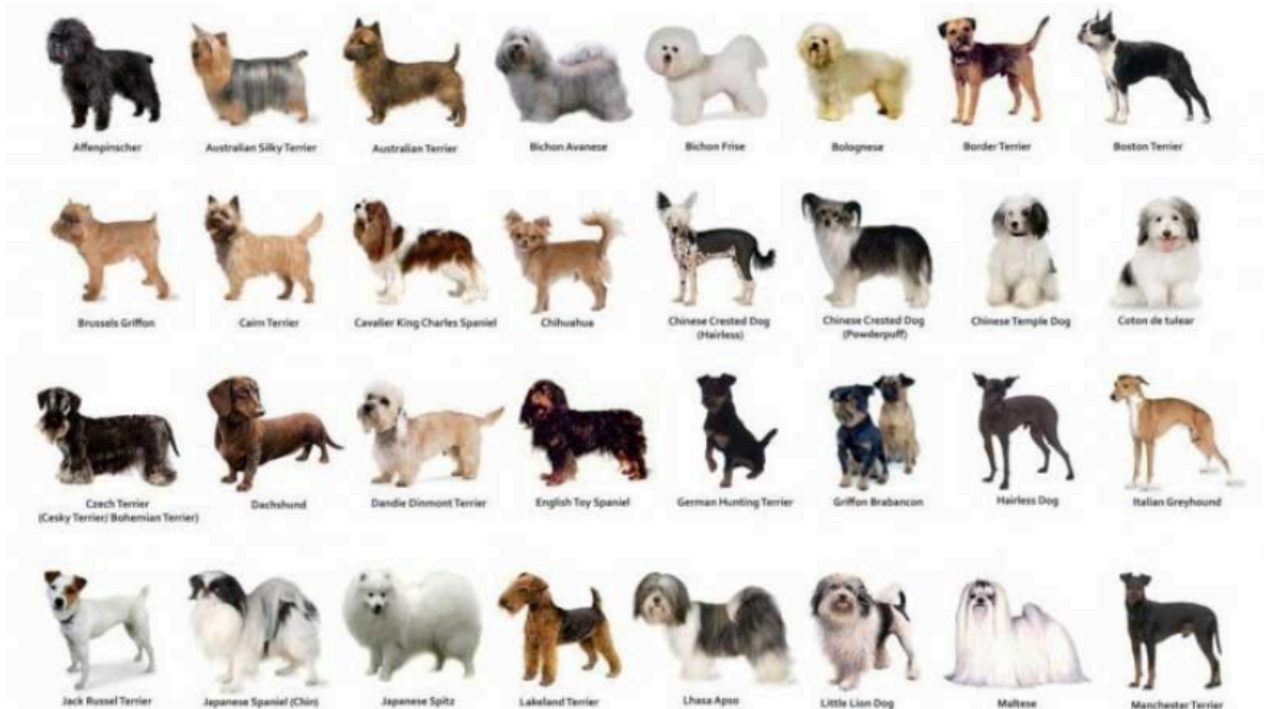 Affenpinscher
Australian Silky Terrier
Australian Terrier
Bichon Avanese
Bichon Frise
Bolognese
Border Terrier
Boston Terrier
Brussels Griffon
Cairn Terrier
Cavalier King Charles Spaniel
Chihuahua
Chinese Crested Dog
(Hairless)
Chinese Crested Dog
(Powderpuff)
Chinese Temple Dog
Coton de tulear
Czech Terrier
(Cesky Terrier/ Bohemian Terrier)
Dachshund
Dandie Dinmont Terrier
English Toy Spaniel
German Hunting Terrier
Griffon Brabancon
Hairless Dog
Italian Greyhound
Jack Russel Terrier
Japanese Spaniel (Chin)
Japanese Spitz
Lakeland Terrier
Lhasa Apso
Little Lion Dog
Maltese
Manchester Terrier